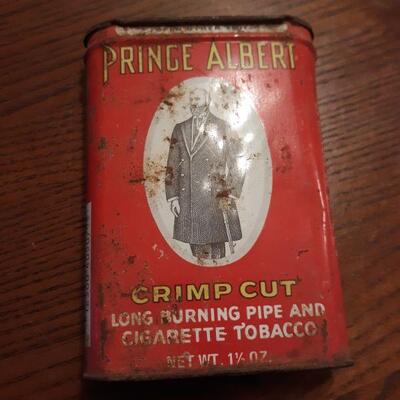 PRINCE ALBERT
CRIMP CUT
LONG BURNING PIPE AND
CIGARETTE TOBACCO
NET WT. 1½ OZ.